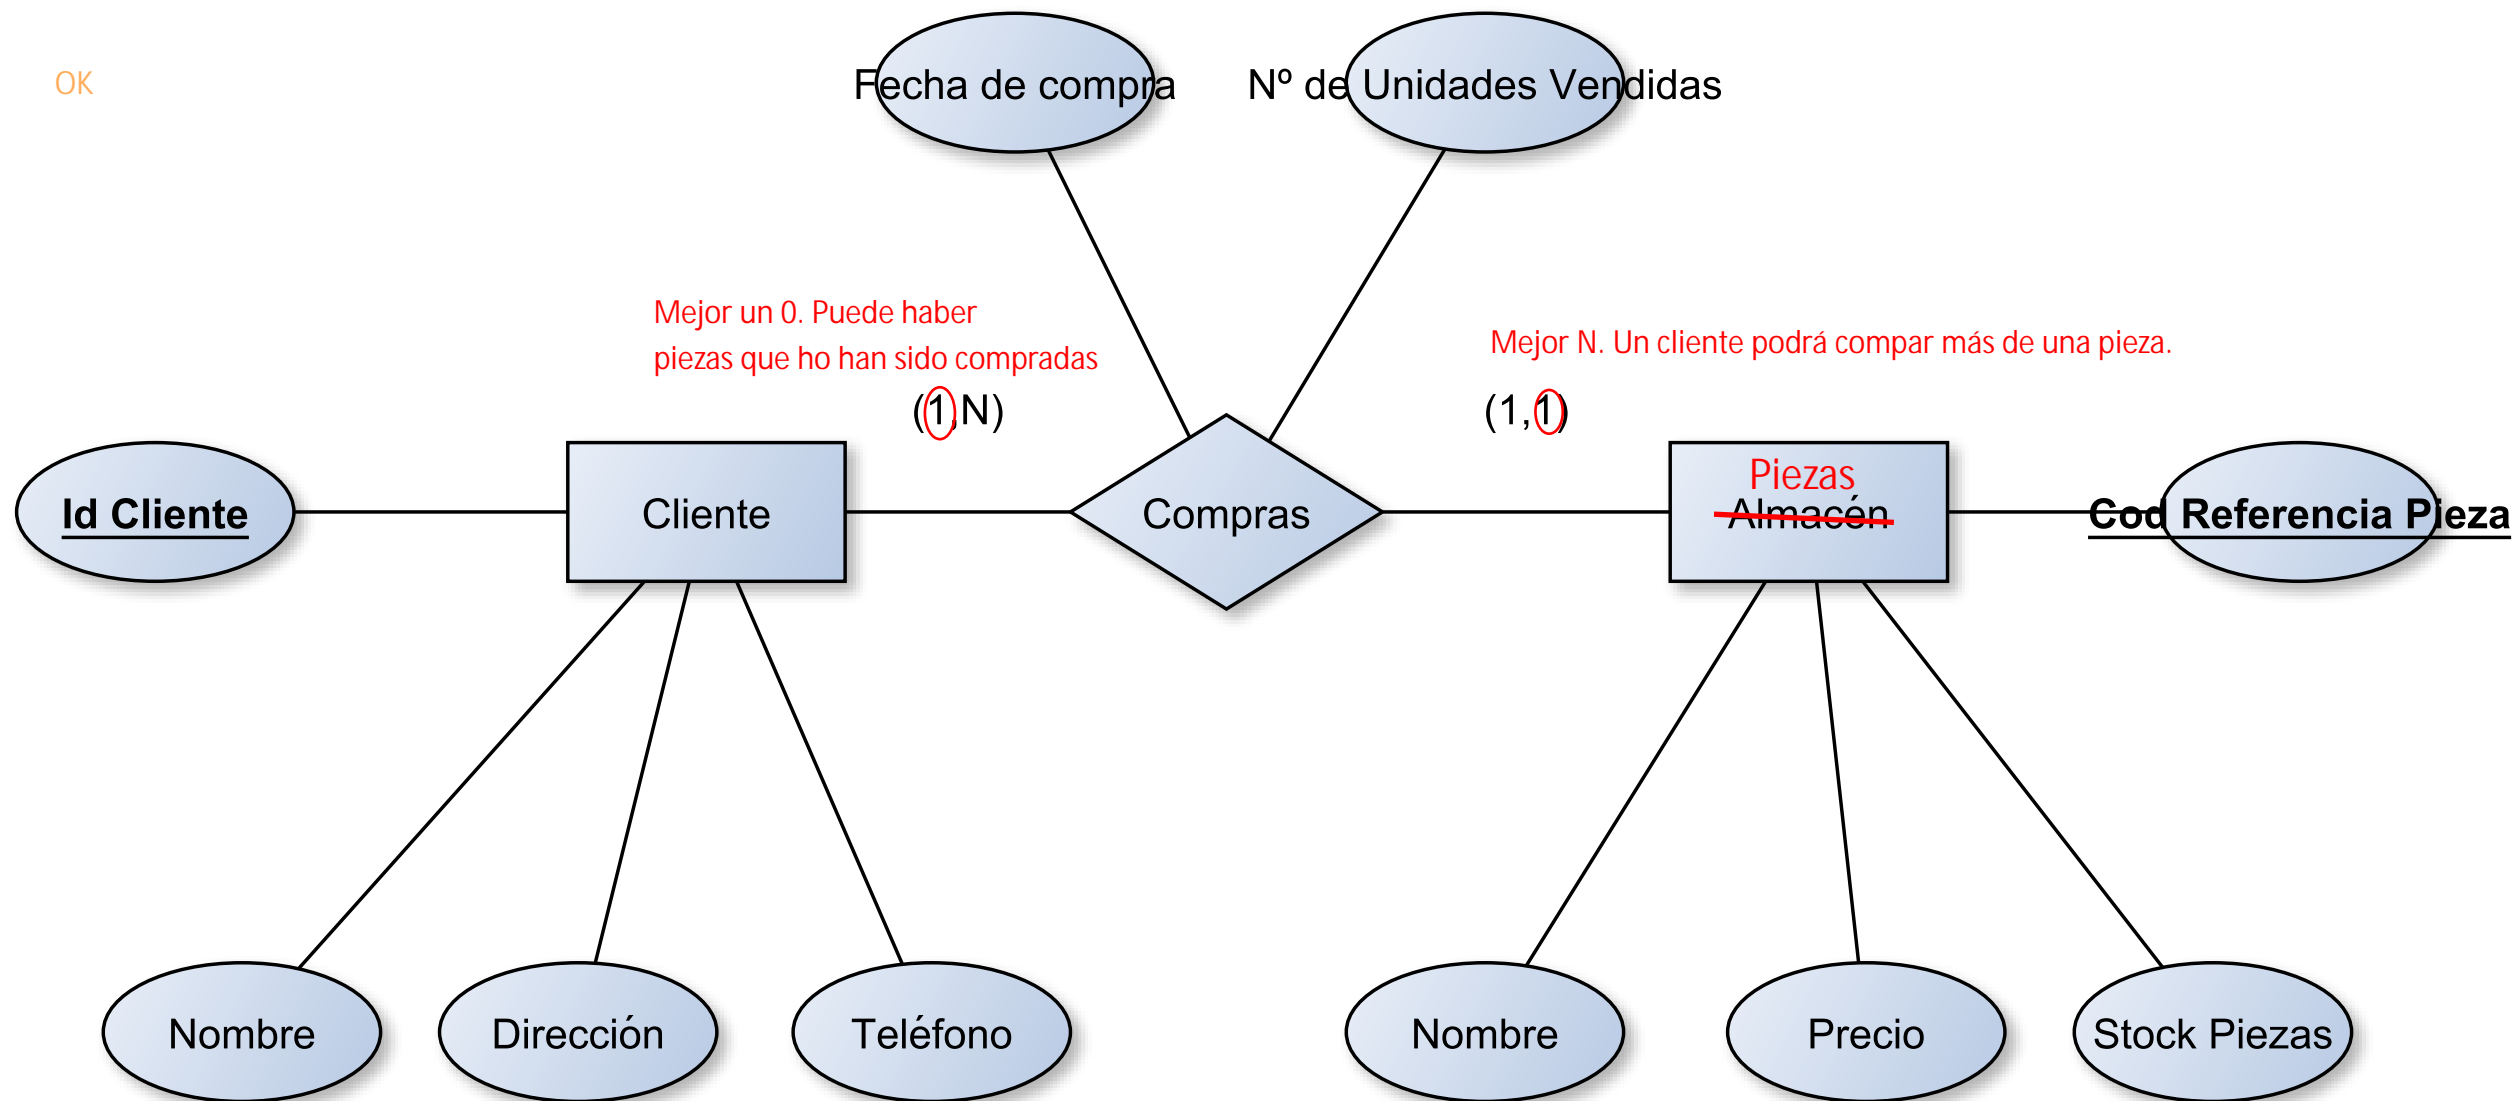 OK
Fecha de compra
Nº de Unidades Vendidas
Mejor un 0. Puede haber
piezas que ho han sido compradas
Mejor N. Un cliente podrá compar más de una pieza.
(1,N)
(1,1)
Id Cliente
Cliente
Compras
Piezas
Almacén
Cod Referencia Pieza
Nombre
Dirección
Teléfono
Nombre
Precio
Stock Piezas